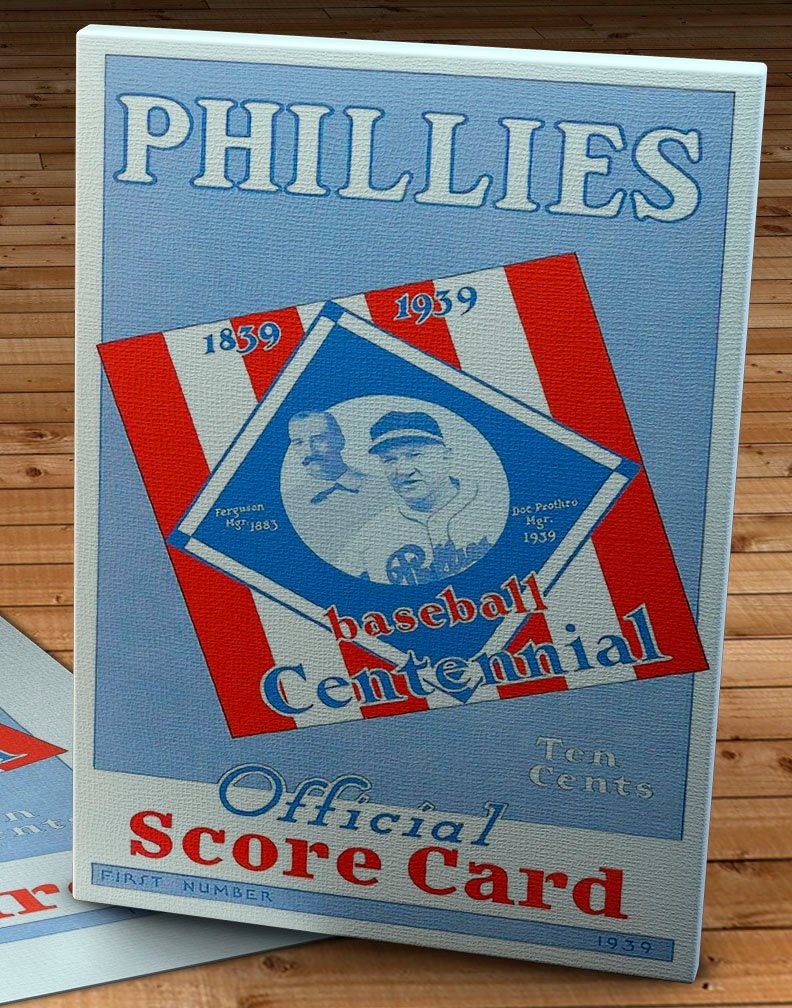 PHILLIES
1839
1939
Ferguson
Mgr. 1883
Doc Prothro
Mgr.
1939
Phillies
baseball
Centennial
Ten
Cents
Official
Score Card
FIRST NUMBER
1939